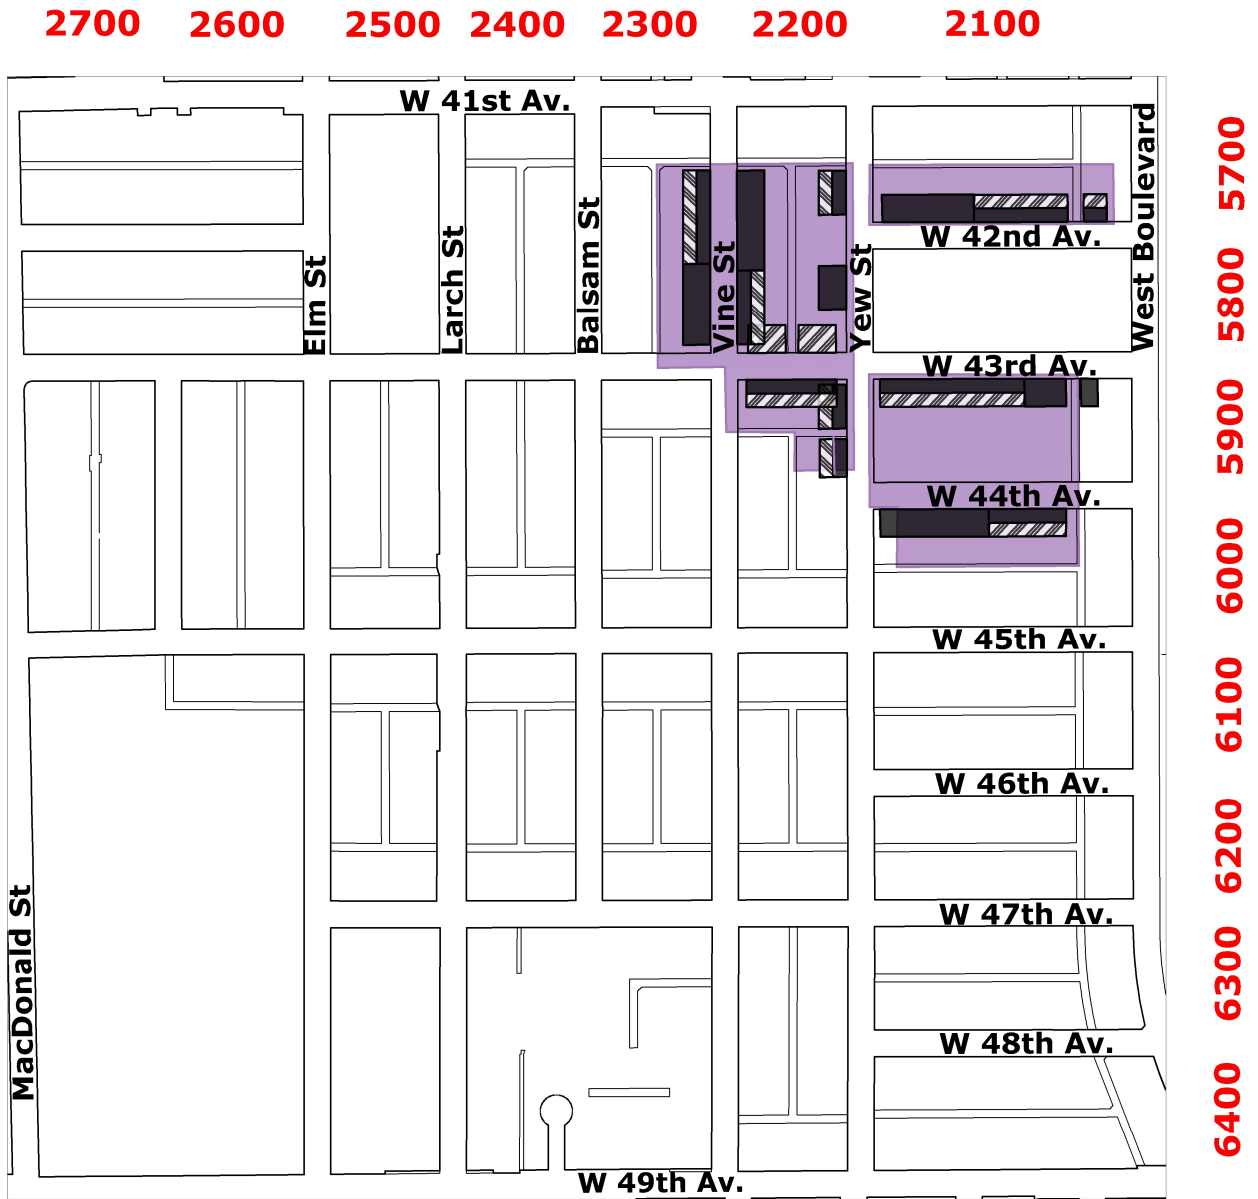 2700 2600 2500 2400 2300 2200 2100
W 41st Av.
5700
West Boulevard
Balsam St
Larch St
W 42nd Av.
Elm St
Vine St
Yew St
5800
W 43rd Av.
5900
W 44th Av.
6000
W 45th Av.
6100
W 46th Av.
6200
MacDonald St
W 47th Av.
6300
W 48th Av.
6400
W 49th Av.